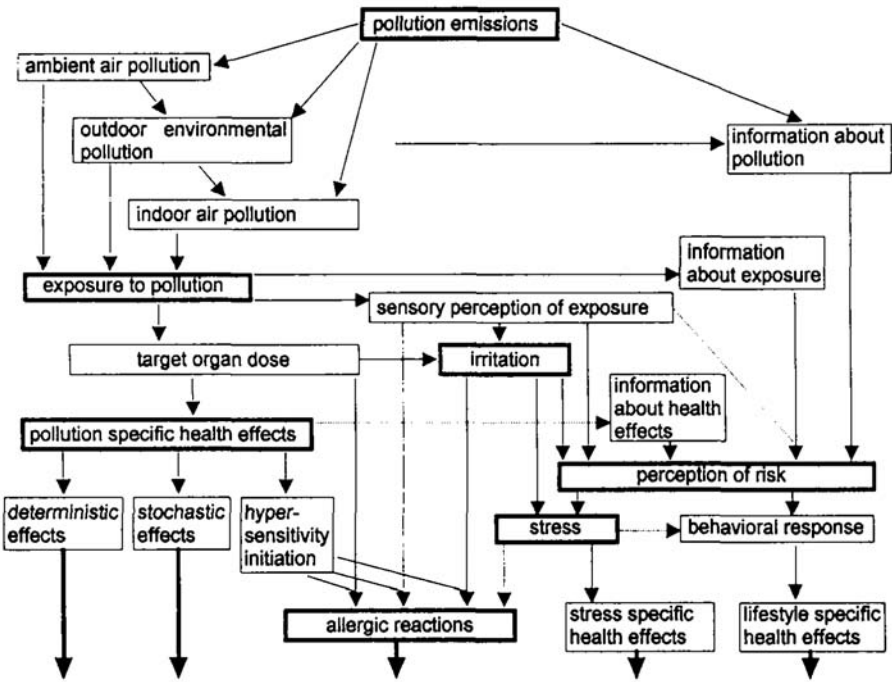 pollution emissions
ambient air pollution
outdoor environmental
pollution
information about
pollution
indoor air pollution
information
about exposure
exposure to pollution
sensory perception of exposure
target organ dose
irritation
information
about health
effects
pollution specific health effects
perception of risk
deterministic
effects
stochastic
effects
hyper-
sensitivity
initiation
stress
behavioral response
allergic reactions
stress specific
health effects
lifestyle specific
health effects